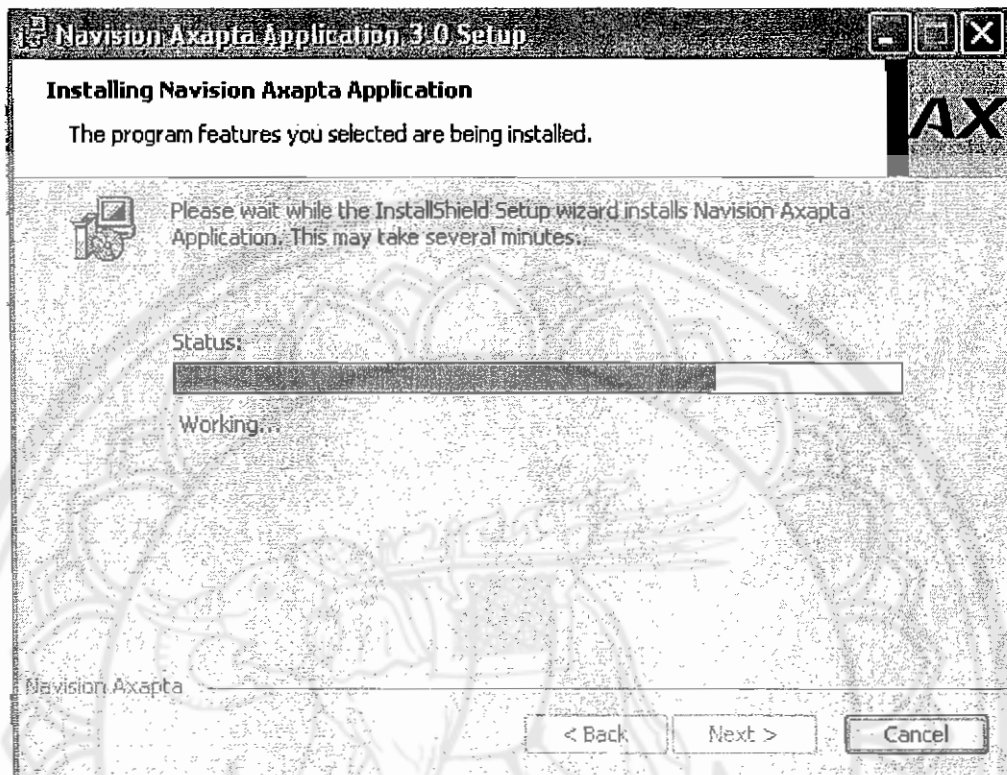 Navision Axapta Application 3.0 Setup
Installing Navision Axapta Application
The program features you selected are being installed.
AX
Please wait while the InstallShield Setup wizard installs Navision Axapta
Application. This may take several minutes.
Status:
Working...
Navision Axapta
< Back
Next >
Cancel